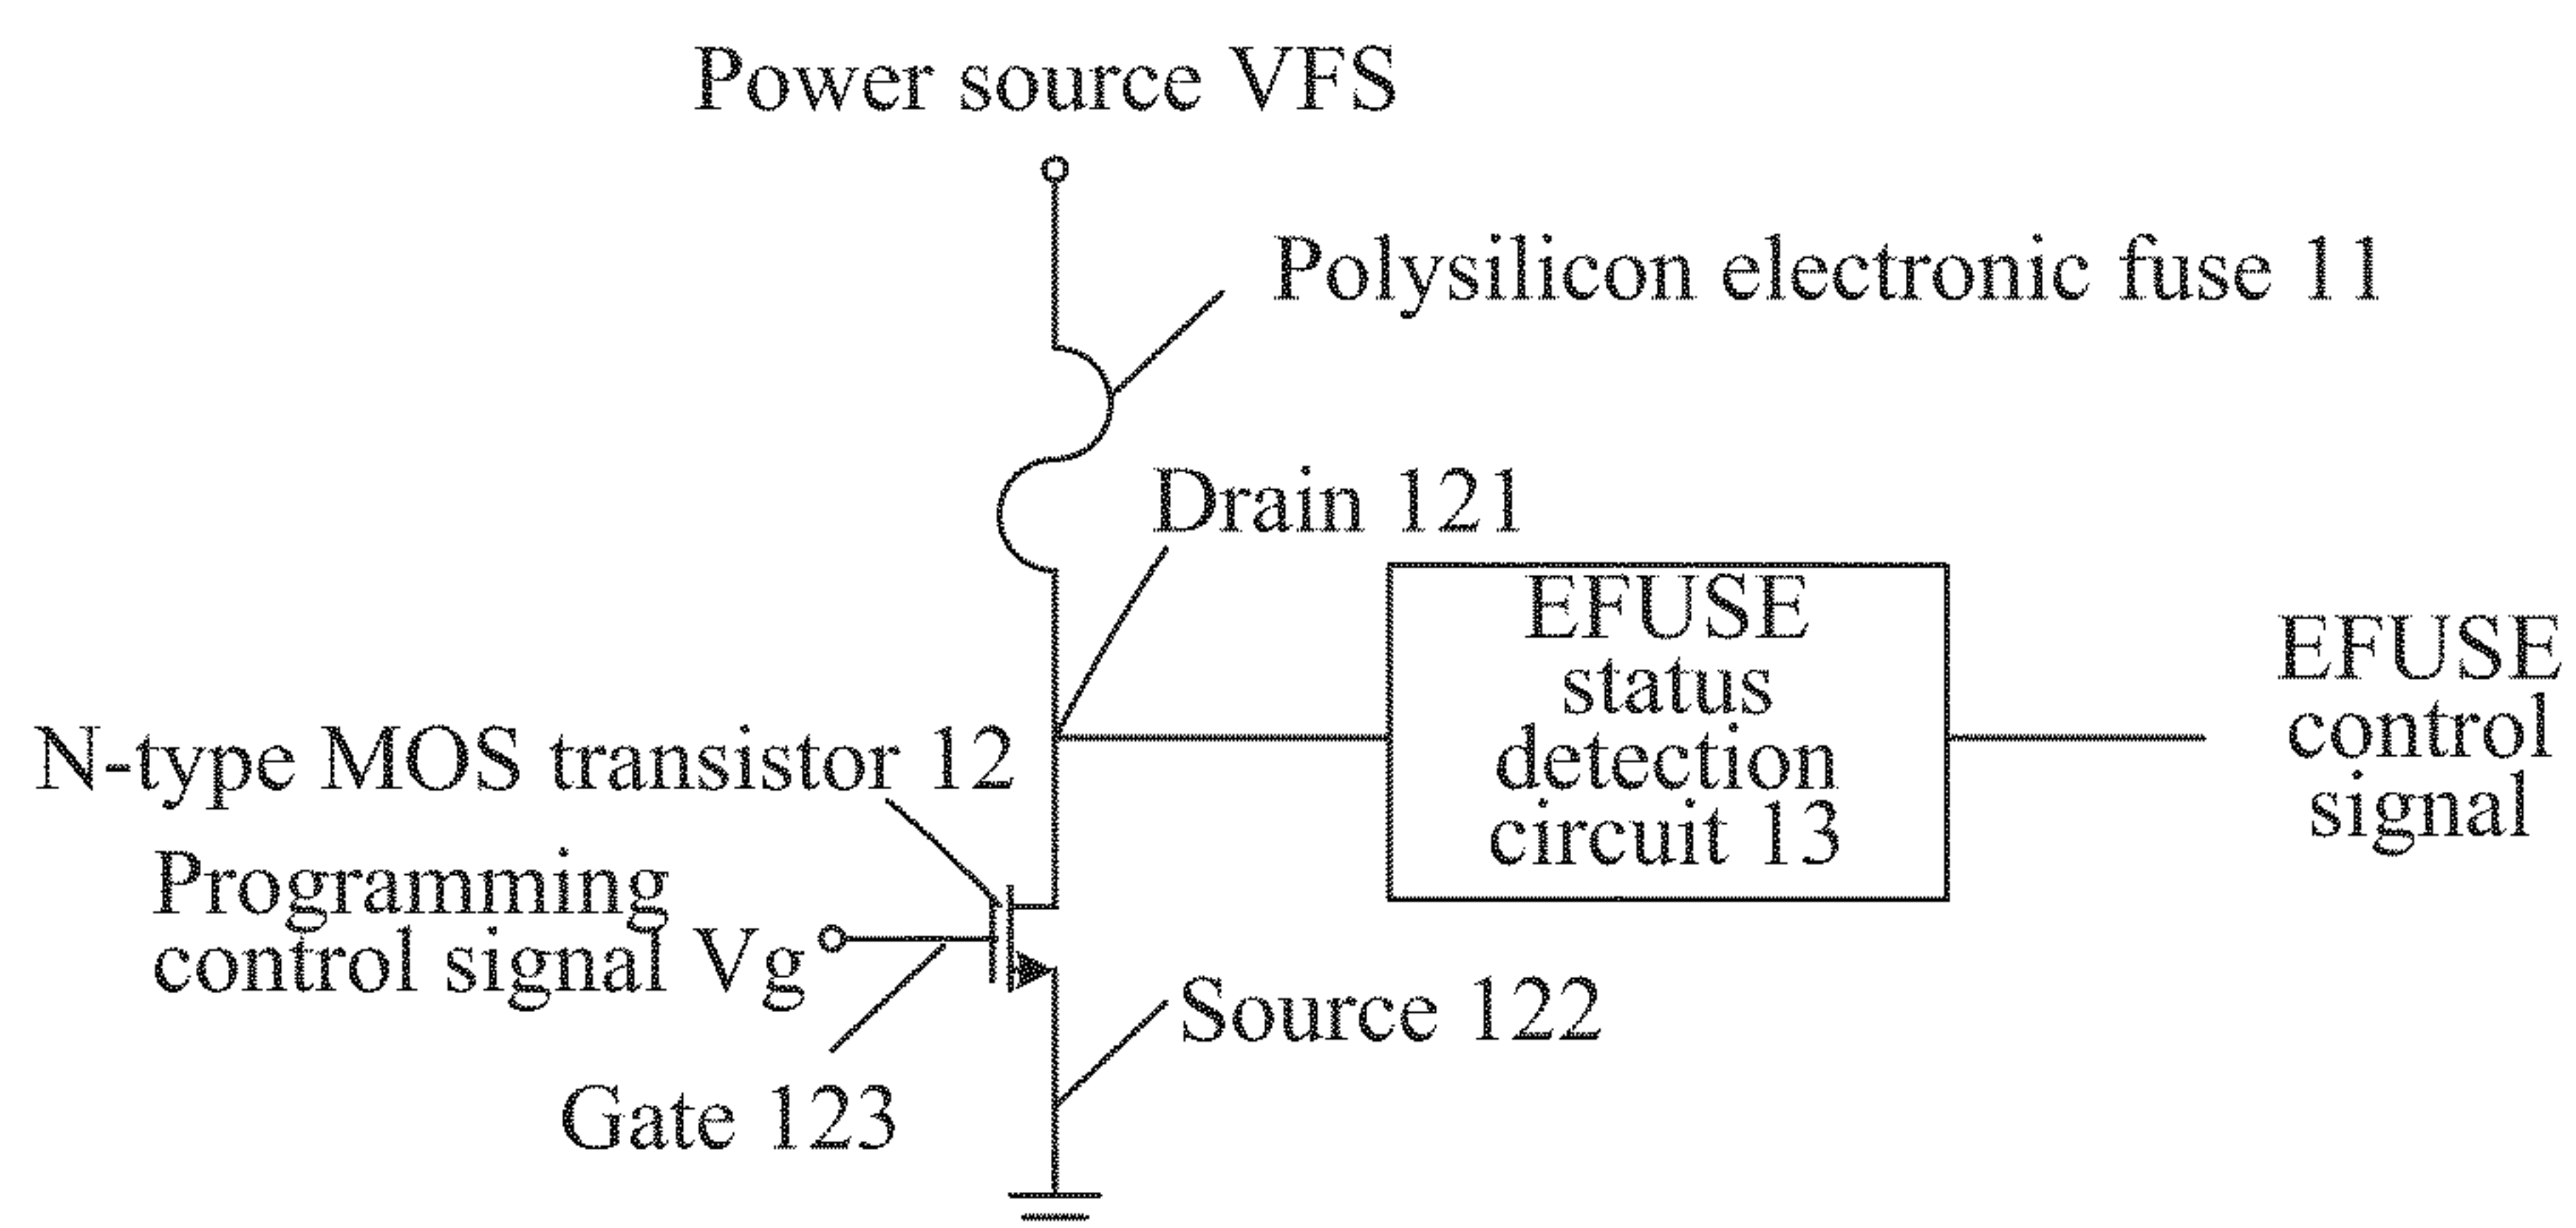 Power source VFS
Polysilicon electronic fuse 11
Drain 121
EFUSE
status
detection
circuit 13
EFUSE
control
signal
N-type MOS transistor 12
Programming
control signal Vg
Source 122
Gate 123